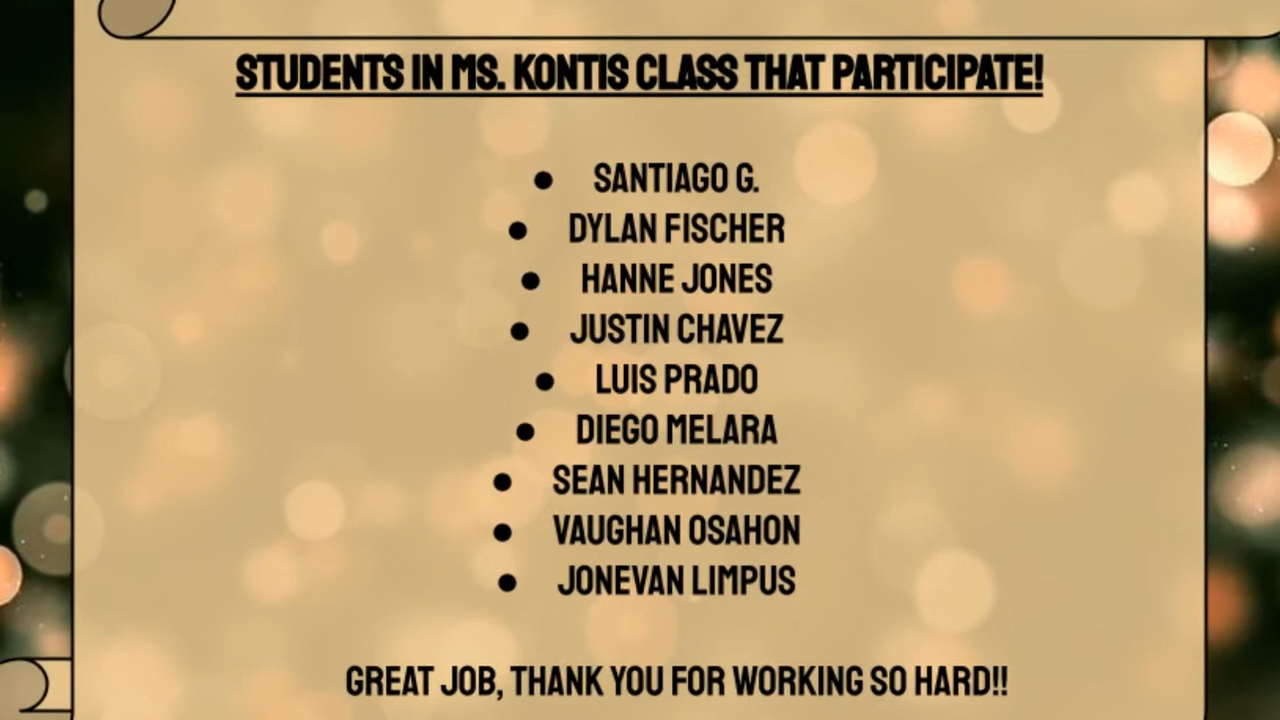 STUDENTS IN MS. KONTIS CLASS THAT PARTICIPATE!
● SANTIAGO G.
● DYLAN FISCHER
● HANNE JONES
● JUSTIN CHAVEZ
● LUIS PRADO
● DIEGO MELARA
● SEAN HERNANDEZ
● VAUGHAN OSAHON
● JONEVAN LIMPUS
GREAT JOB, THANK YOU FOR WORKING SO HARD!!